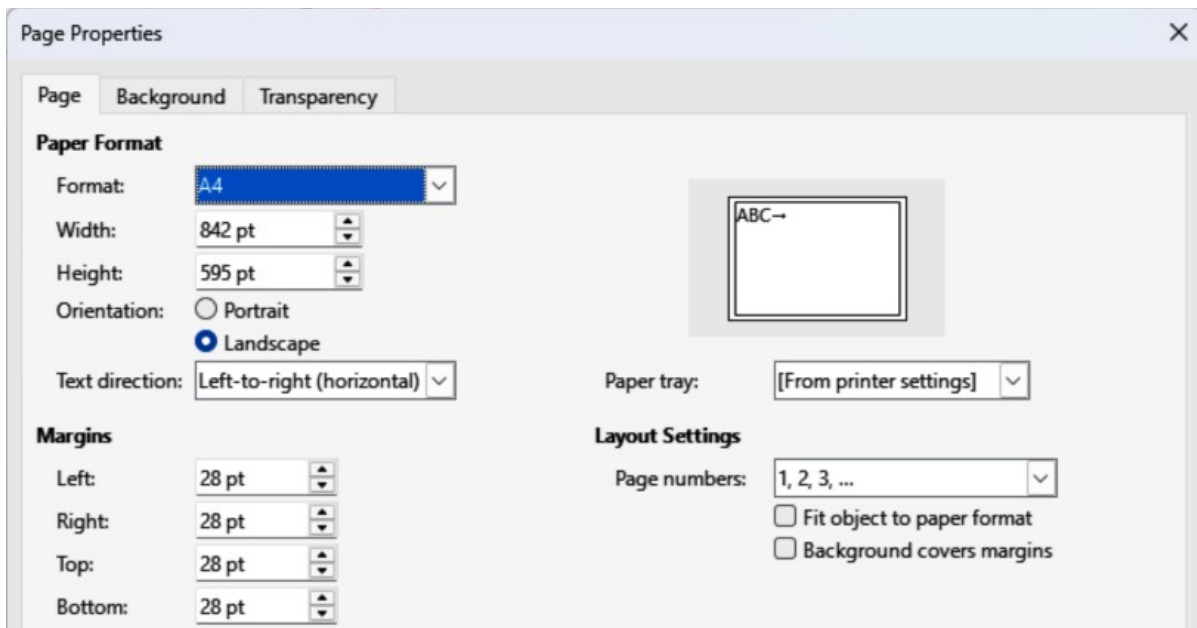 Page Properties
Page Background Transparency
Paper Format
Format: A4
Width: 842 pt
Height: 595 pt
Orientation: Portrait
Landscape
ABC→
Text direction: Left-to-right (horizontal)
Paper tray: [From printer settings]
Margins
Left: 28 pt
Right: 28 pt
Top: 28 pt
Bottom: 28 pt
Layout Settings
Page numbers: 1, 2, 3, ...
Fit object to paper format
Background covers margins